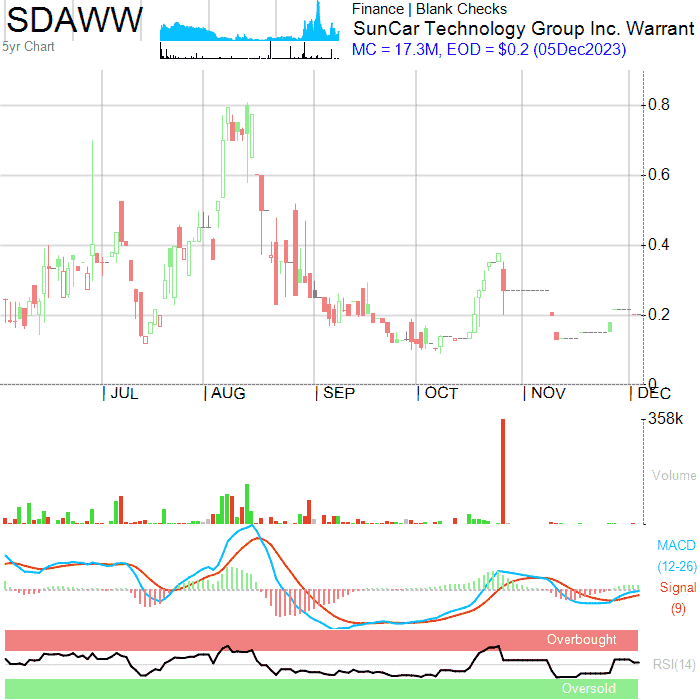 SDAWW
5yr Chart
Finance | Blank Checks
SunCar Technology Group Inc. Warrant
MC = 17.3M, EOD = $0.2 (05Dec2023)
0.8
0.6
0.4
0.2
0
| JUL | AUG | SEP | OCT | NOV | DEC
358k
Volume
MACD
(12-26)
Signal
(9)
Overbought
RSI(14)
Oversold